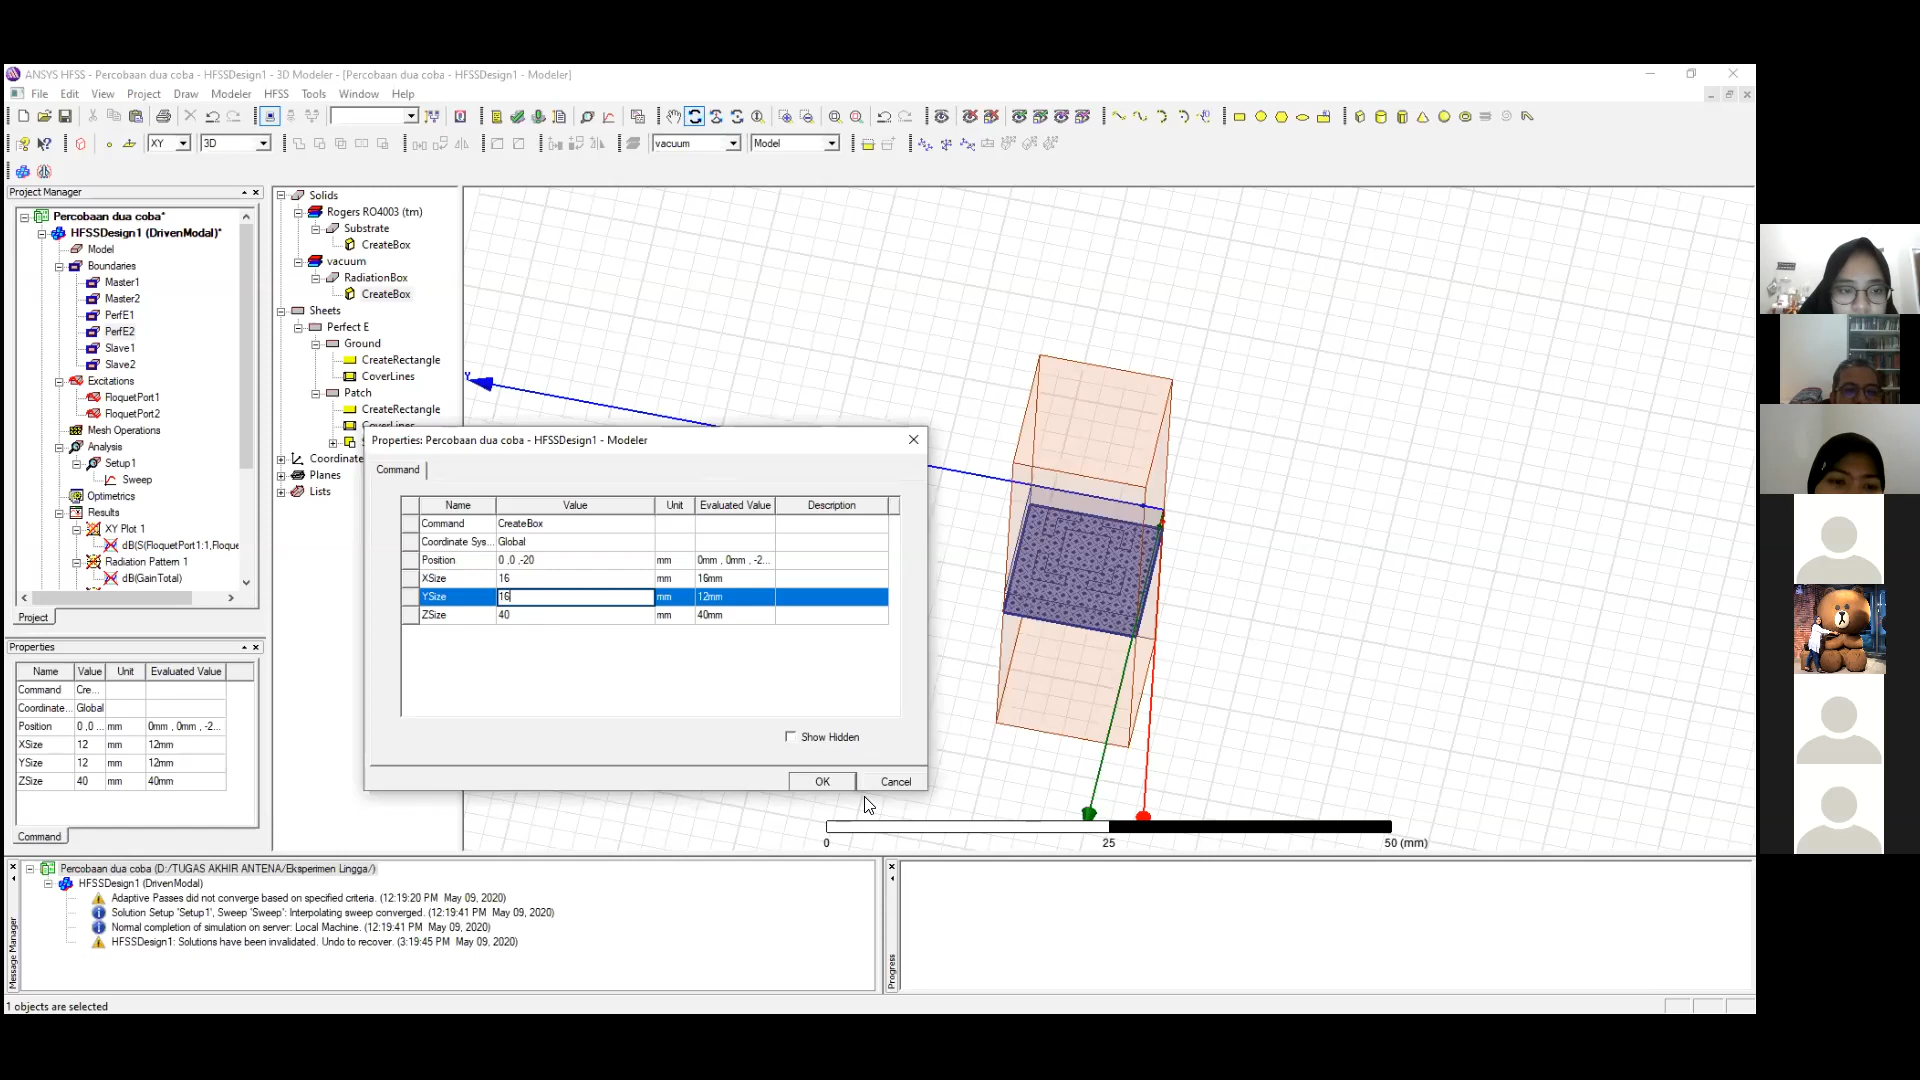 ANSYS HFSS - Percobaan dua coba - HFSSDesign1 - 3D Modeler - [Percobaan dua coba - HFSSDesign1 - Modeler]
File Edit View Project Draw Modeler HFSS Tools Window Help
XY 3D vacuum Model
Project Manager
Percobaan dua coba*
HFSSDesign1 (DrivenModal)*
Model
Boundaries
Master1
Master2
PerfE1
PerfE2
Slave1
Slave2
Excitations
FloquetPort1
FloquetPort2
Mesh Operations
Analysis
Setup1
Sweep
Optimetrics
Results
XY Plot 1
dB(S(FloquetPort1:1,Floque
Radiation Pattern 1
dB(GainTotal)
Project
Solids
Rogers RO4003 (tm)
Substrate
CreateBox
vacuum
RadiationBox
CreateBox
Sheets
Perfect E
Ground
CreateRectangle
CoverLines
Patch
CreateRectangle
CoverLines
Coordinate
Planes
Lists
Properties
Name Value Unit Evaluated Value
Command Cre...
Coordinate... Global
Position 0 ,0 ... mm 0mm , 0mm , -2...
XSize 12 mm 12mm
YSize 12 mm 12mm
ZSize 40 mm 40mm
Command
Properties: Percobaan dua coba - HFSSDesign1 - Modeler
Command
Name Value Unit Evaluated Value Description
Command CreateBox
Coordinate Sys... Global
Position 0 ,0 ,-20 mm 0mm , 0mm , -2...
XSize 16 mm 16mm
YSize 16 mm 12mm
ZSize 40 mm 40mm
Show Hidden
OK Cancel
Y
0 25 50 (mm)
Message Manager
Percobaan dua coba (D:/TUGAS AKHIR ANTENA/Eksperimen Lingga/)
HFSSDesign1 (DrivenModal)
Adaptive Passes did not converge based on specified criteria. (12:19:20 PM May 09, 2020)
Solution Setup 'Setup1', Sweep 'Sweep': Interpolating sweep converged. (12:19:41 PM May 09, 2020)
Normal completion of simulation on server: Local Machine. (12:19:41 PM May 09, 2020)
HFSSDesign1: Solutions have been invalidated. Undo to recover. (3:19:45 PM May 09, 2020)
Progress
1 objects are selected